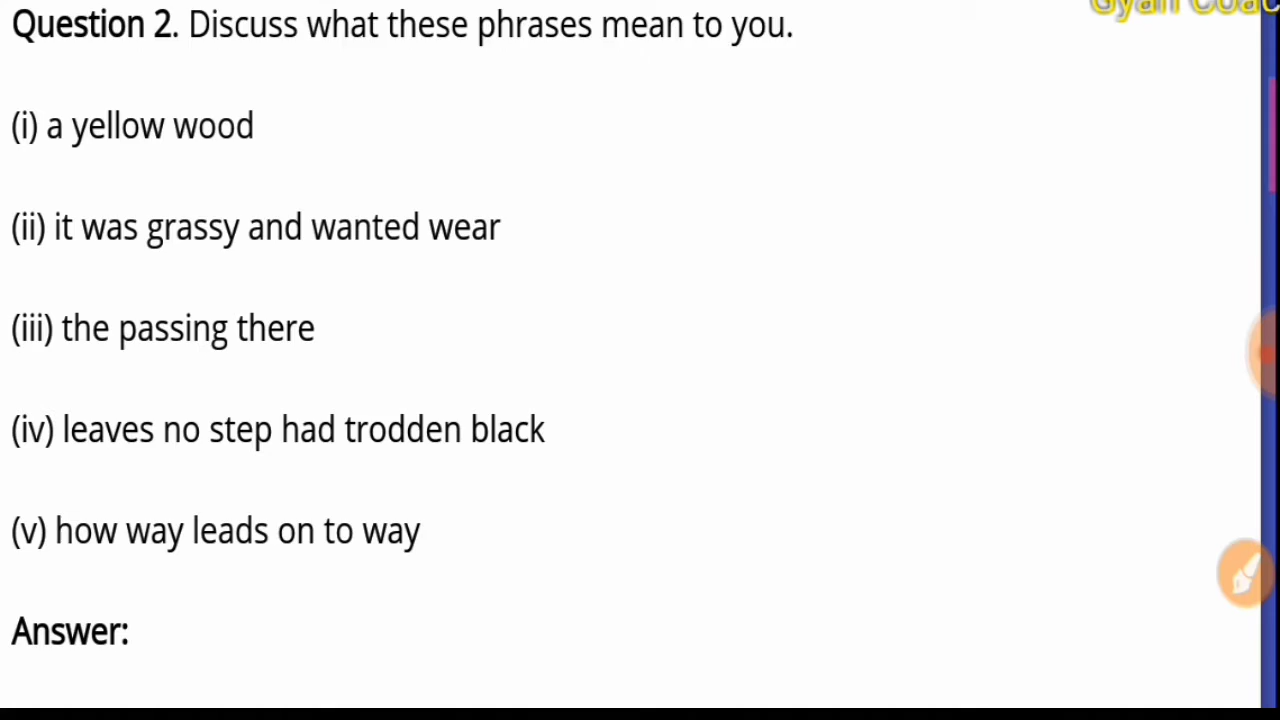 Question 2. Discuss what these phrases mean to you.
(i) a yellow wood
(ii) it was grassy and wanted wear
(iii) the passing there
(iv) leaves no step had trodden black
(v) how way leads on to way
Answer: